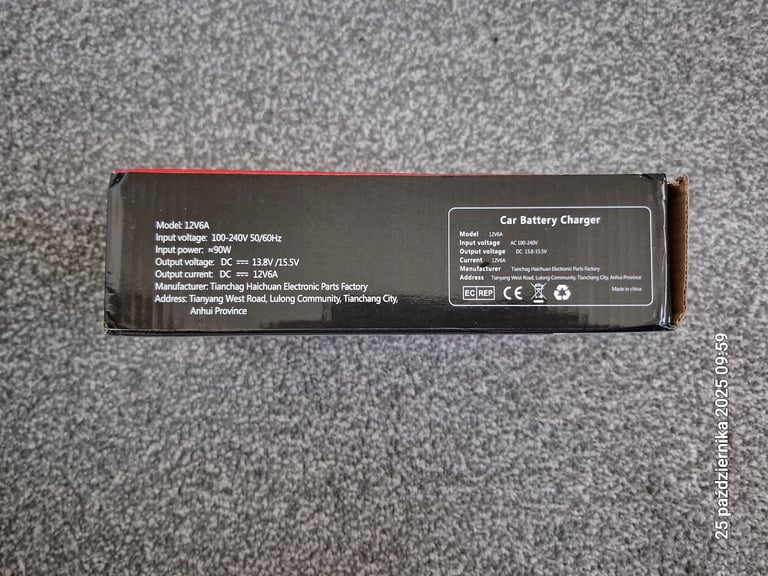 Model: 12V6A
Input voltage: 100-240V 50/60Hz
Input power: ≈90W
Output voltage: DC ⎓ 13.8V /15.5V
Output current: DC ⎓ 12V6A
Manufacturer: Tianchag Haichuan Electronic Parts Factory
Address: Tianyang West Road, Lulong Community, Tianchang City,
Anhui Province
Car Battery Charger
Model 12V6A
Input voltage AC 100-240V
Output voltage DC 13.8-15.5V
Current 12V6A
Manufacturer Tianchag Haichuan Electronic Parts Factory
Address Tianyang West Road, Lulong Community, Tianchang City, Anhui Province
EC REP CE
Made in china
25 października 2025 09:59